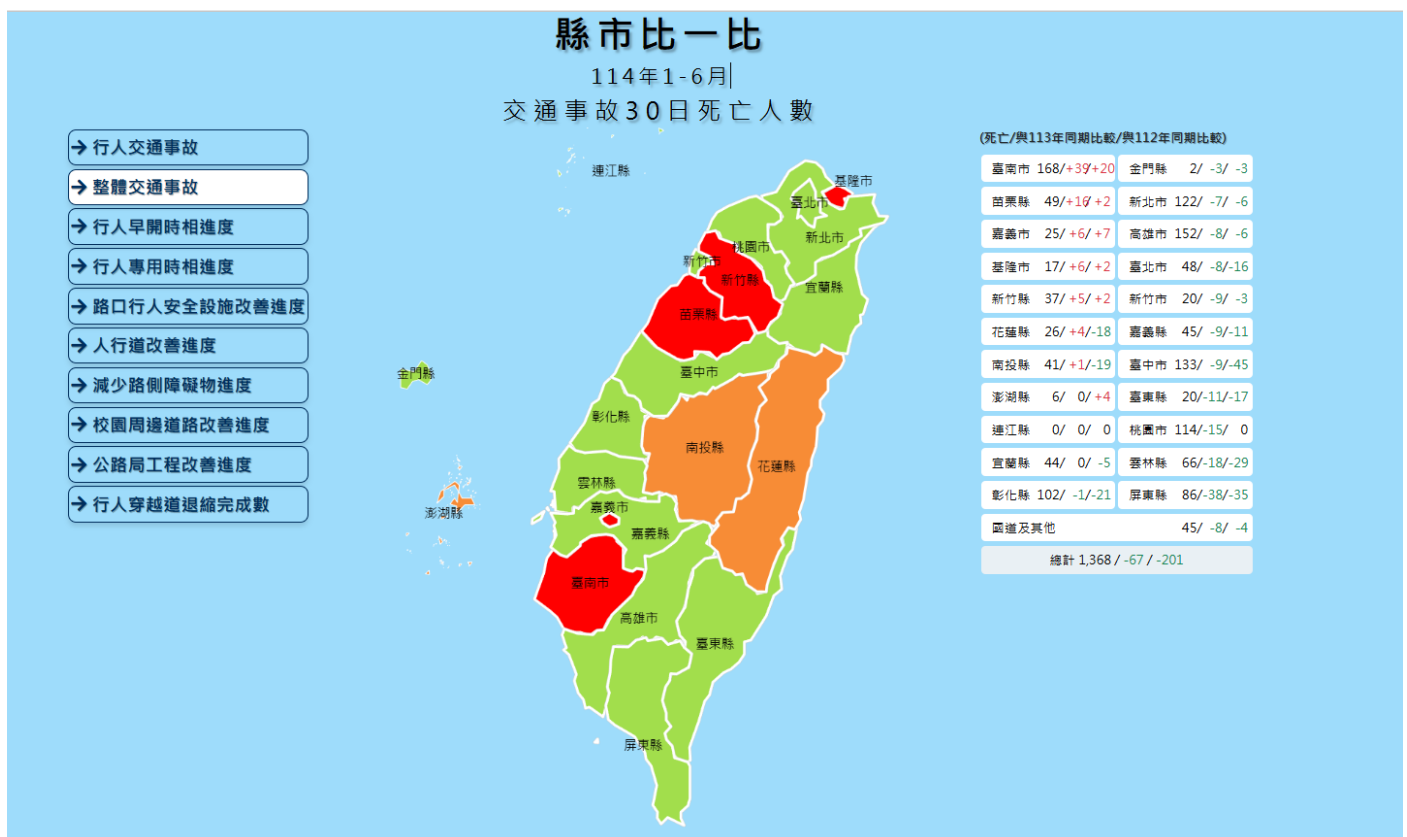 縣市比一比
114年1-6月
交通事故30日死亡人數
→ 行人交通事故
→ 整體交通事故
→ 行人早開時相進度
→ 行人專用時相進度
→ 路口行人安全設施改善進度
→ 人行道改善進度
→ 減少路側障礙物進度
→ 校園周邊道路改善進度
→ 公路局工程改善進度
→ 行人穿越道退縮完成數
連江縣
基隆市
臺北市
新北市
桃園市
新竹市
新竹縣
宜蘭縣
苗栗縣
臺中市
金門縣
彰化縣
南投縣
花蓮縣
雲林縣
嘉義市
澎湖縣
嘉義縣
臺南市
高雄市
臺東縣
屏東縣
(死亡/與113年同期比較/與112年同期比較)
臺南市 168/+39/+20 金門縣 2/ -3/ -3
苗栗縣 49/+16/ +2 新北市 122/ -7/ -6
嘉義市 25/ +6/ +7 高雄市 152/ -8/ -6
基隆市 17/ +6/ +2 臺北市 48/ -8/-16
新竹縣 37/ +5/ +2 新竹市 20/ -9/ -3
花蓮縣 26/ +4/-18 嘉義縣 45/ -9/-11
南投縣 41/ +1/-19 臺中市 133/ -9/-45
澎湖縣 6/ 0/ +4 臺東縣 20/-11/-17
連江縣 0/ 0/ 0 桃園市 114/-15/ 0
宜蘭縣 44/ 0/ -5 雲林縣 66/-18/-29
彰化縣 102/ -1/-21 屏東縣 86/-38/-35
國道及其他 45/ -8/ -4
總計 1,368 / -67 / -201